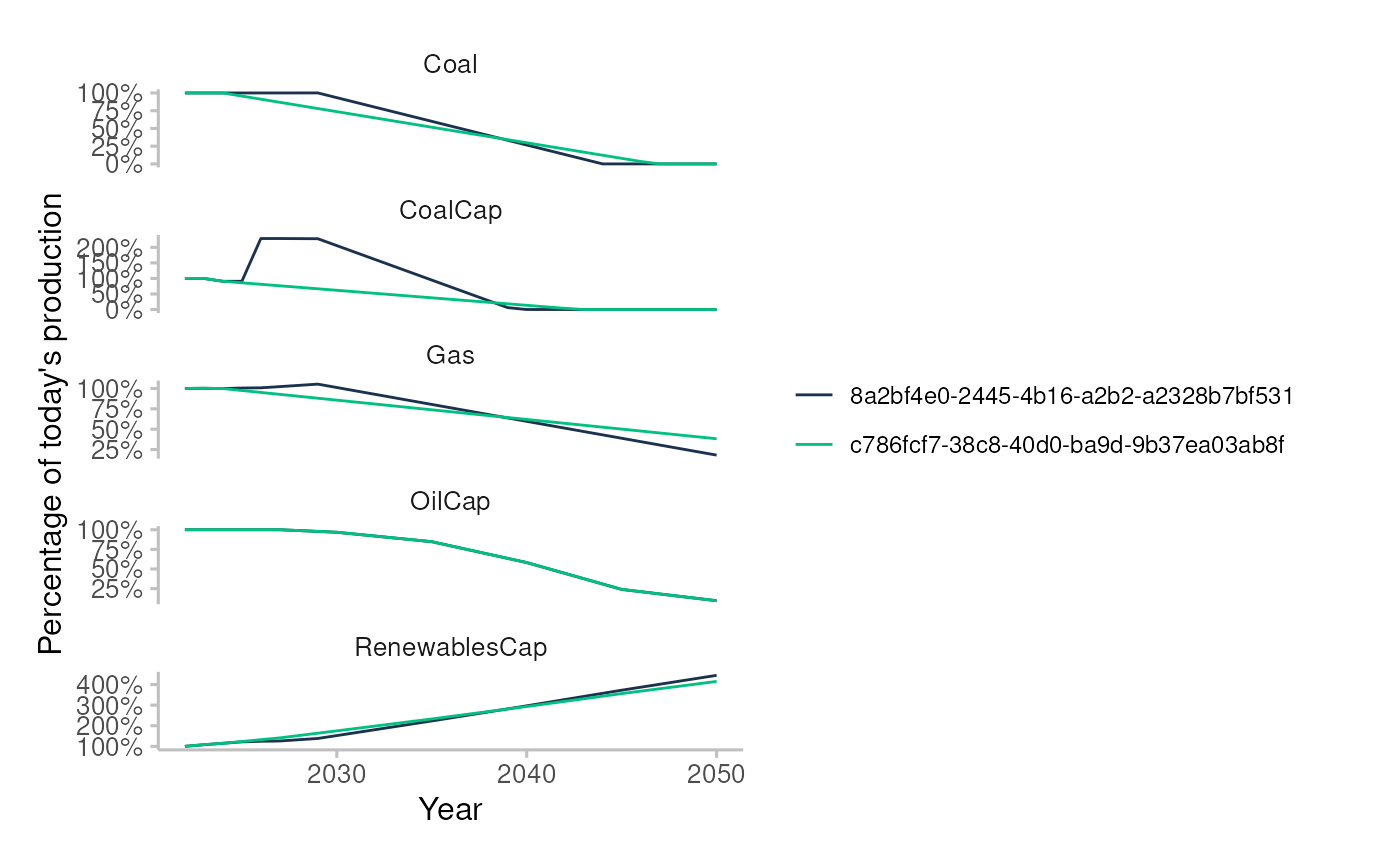 Coal
100%
75%
50%
25%
0%
CoalCap
200%
150%
100%
50%
0%
Gas
100%
75%
50%
25%
OilCap
100%
75%
50%
25%
RenewablesCap
400%
300%
200%
100%
2030 2040 2050
Year
Percentage of today's production
8a2bf4e0-2445-4b16-a2b2-a2328b7bf531
c786fcf7-38c8-40d0-ba9d-9b37ea03ab8f